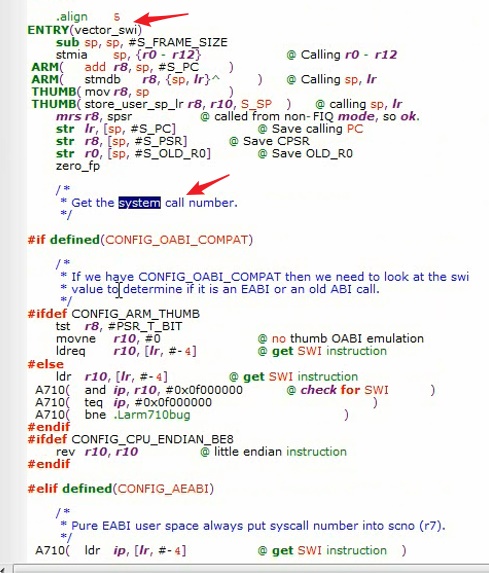 .align 5
ENTRY(vector_swi)
sub sp, sp, #S_FRAME_SIZE
stmia sp, {r0 - r12} @ Calling r0 - r12
ARM( add r8, sp, #S_PC )
ARM( stmdb r8, {sp, lr}^ ) @ Calling sp, lr
THUMB( mov r8, sp )
THUMB( store_user_sp_lr r8, r10, S_SP ) @ calling sp, lr
mrs r8, spsr @ called from non-FIQ mode, so ok.
str lr, [sp, #S_PC] @ Save calling PC
str r8, [sp, #S_PSR] @ Save CPSR
str r0, [sp, #S_OLD_R0] @ Save OLD_R0
zero_fp
/*
* Get the system call number.
*/
#if defined(CONFIG_OABI_COMPAT)
/*
* If we have CONFIG_OABI_COMPAT then we need to look at the swi
* value to determine if it is an EABI or an old ABI call.
*/
#ifdef CONFIG_ARM_THUMB
tst r8, #PSR_T_BIT
movne r10, #0 @ no thumb OABI emulation
ldreq r10, [lr, #-4] @ get SWI instruction
#else
ldr r10, [lr, #-4] @ get SWI instruction
A710( and ip, r10, #0x0f000000 @ check for SWI )
A710( teq ip, #0x0f000000 )
A710( bne .Larm710bug )
#endif
#ifdef CONFIG_CPU_ENDIAN_BE8
rev r10, r10 @ little endian instruction
#endif
#elif defined(CONFIG_AEABI)
/*
* Pure EABI user space always put syscall number into scno (r7).
*/
A710( ldr ip, [lr, #-4] @ get SWI instruction )